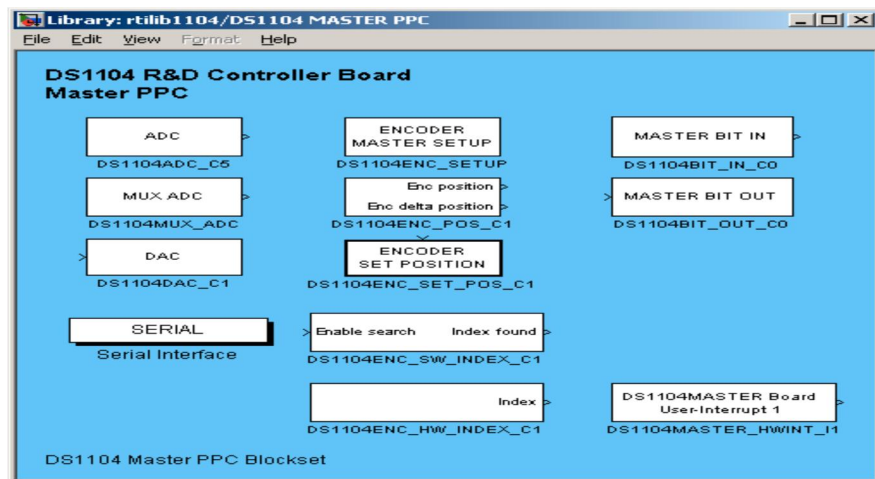 Library: rtilib1104/DS1104 MASTER PPC
File Edit View Format Help
DS1104 R&D Controller Board
Master PPC
ADC
DS1104ADC_C5
MUX ADC
DS1104MUX_ADC
DAC
DS1104DAC_C1
SERIAL
Serial Interface
ENCODER
MASTER SETUP
DS1104ENC_SETUP
Enc position
Enc delta position
DS1104ENC_POS_C1
ENCODER
SET POSITION
DS1104ENC_SET_POS_C1
Enable search Index found
DS1104ENC_SW_INDEX_C1
Index
DS1104ENC_HW_INDEX_C1
MASTER BIT IN
DS1104BIT_IN_C0
MASTER BIT OUT
DS1104BIT_OUT_C0
DS1104MASTER Board
User-Interrupt 1
DS1104MASTER_HWINT_I1
DS1104 Master PPC Blockset